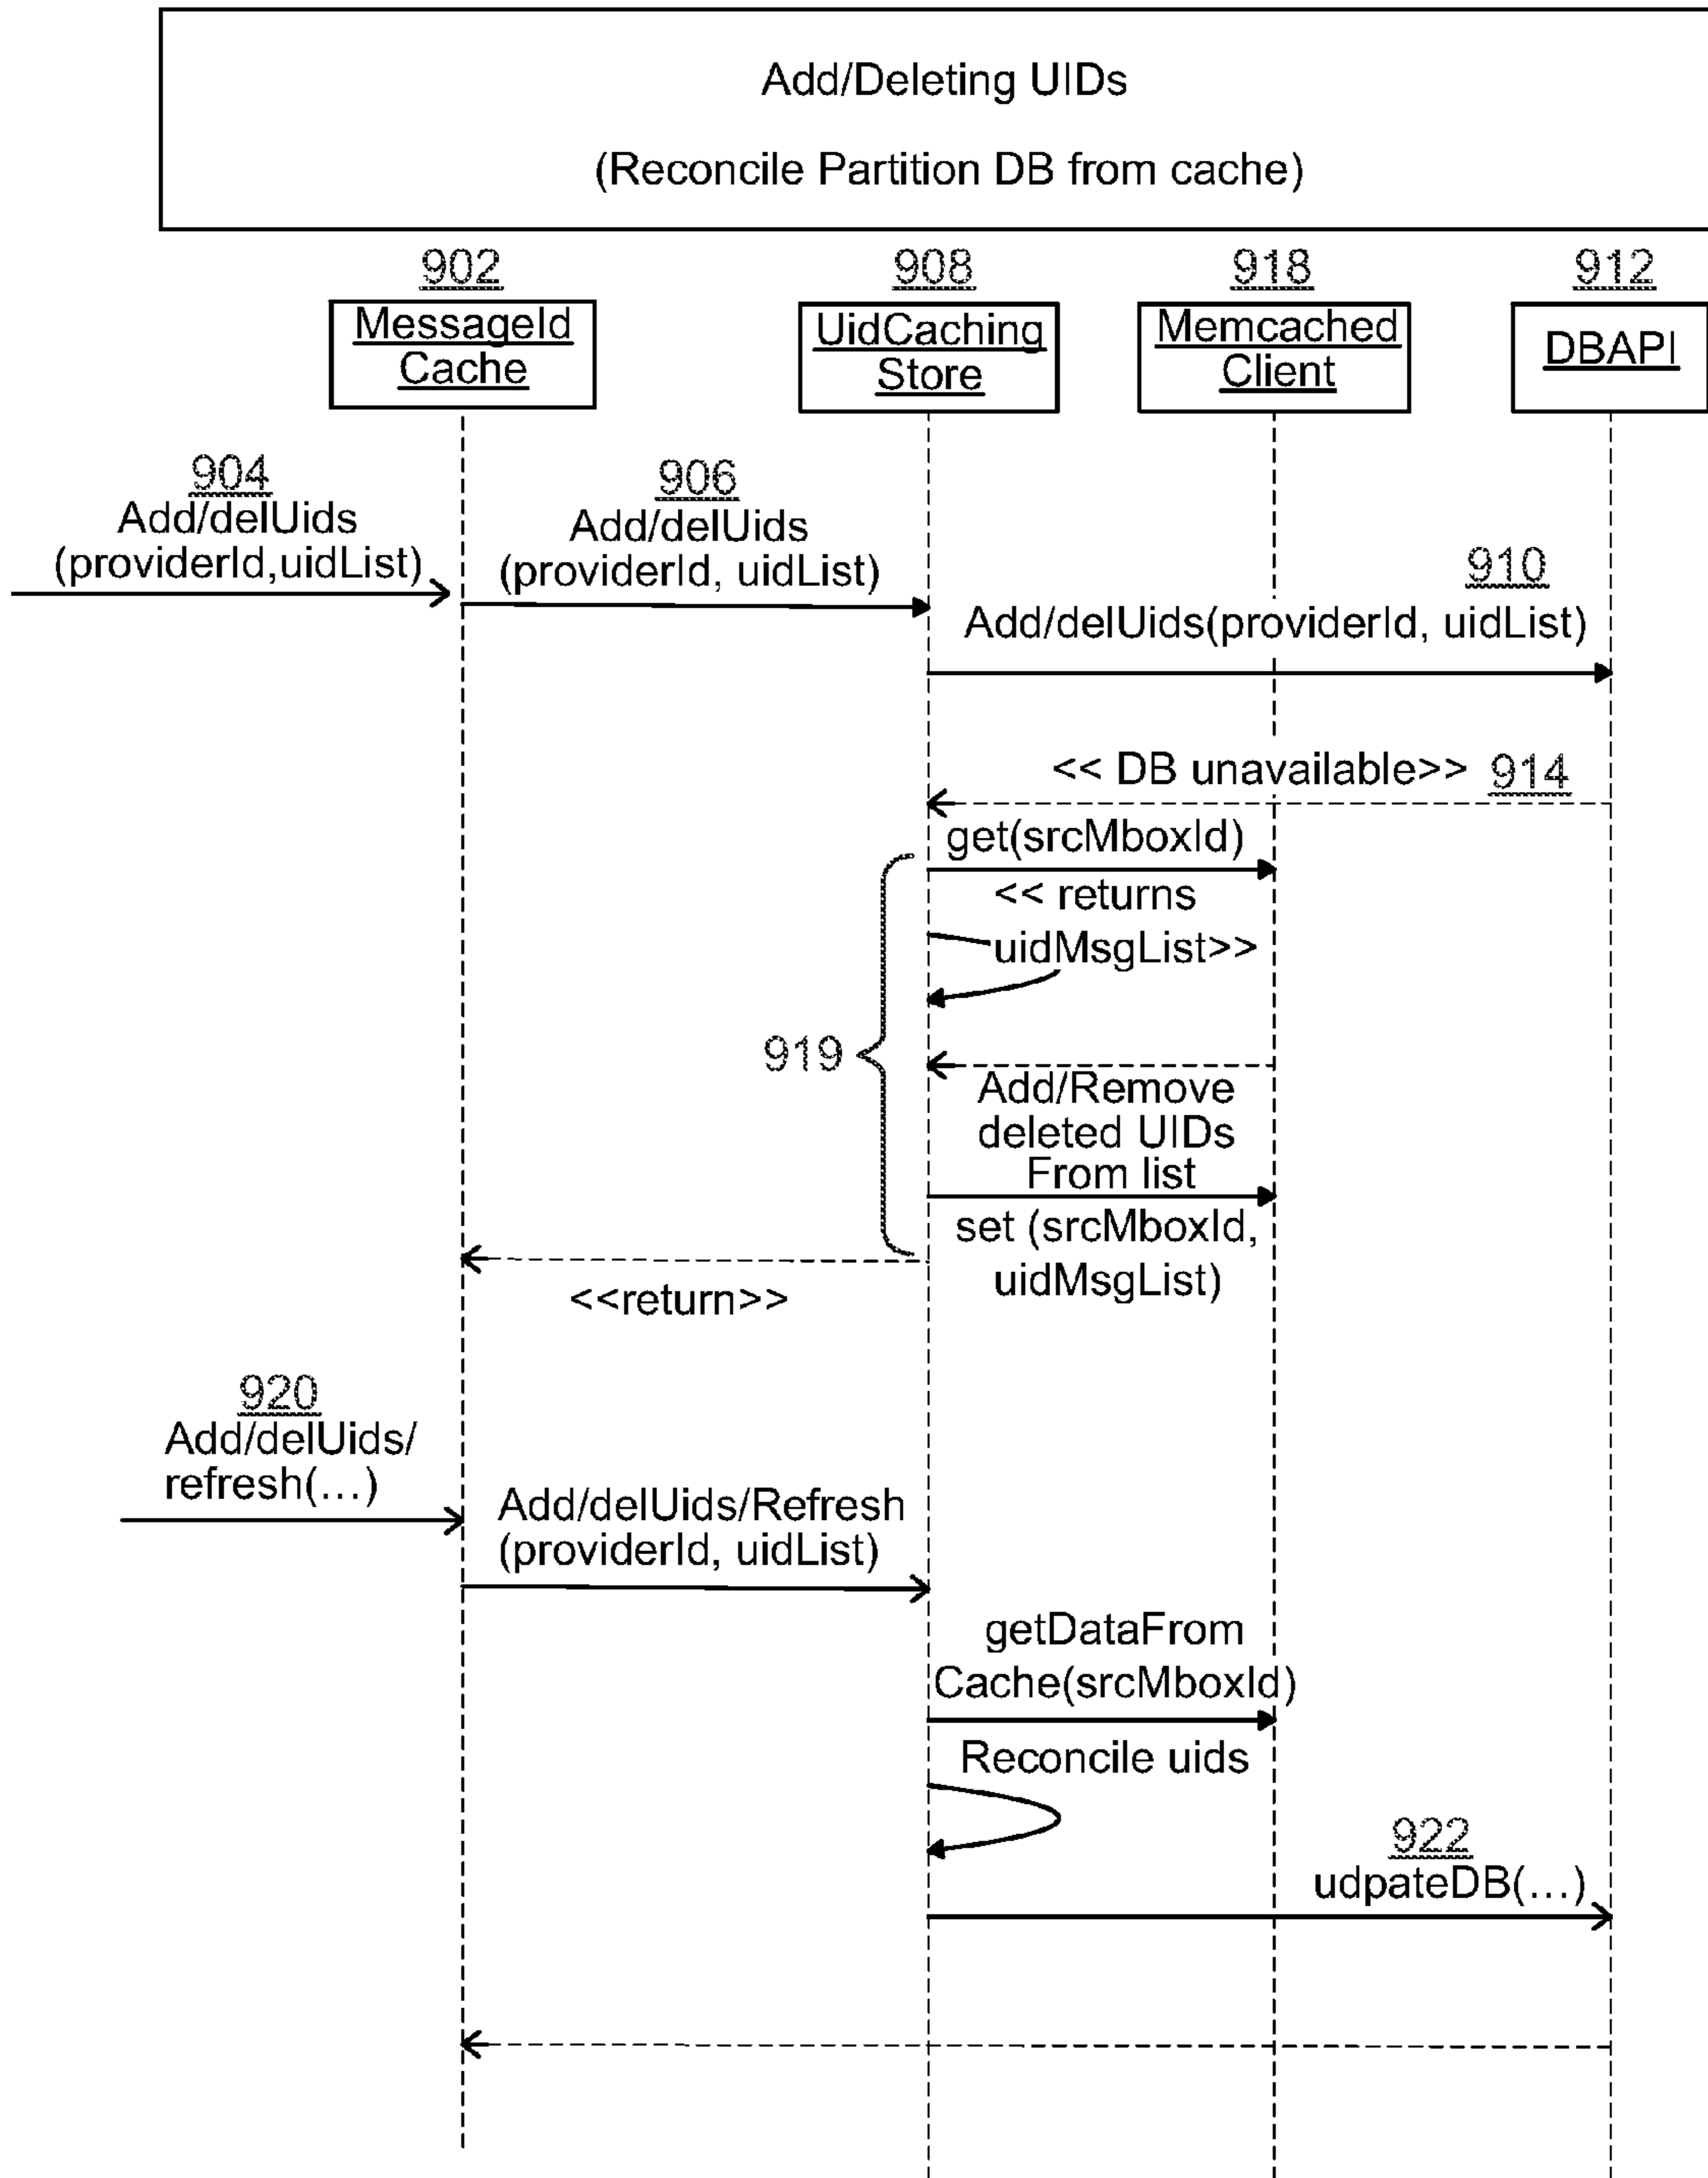 Add/Deleting UIDs
(Reconcile Partition DB from cache)
902
908
918
912
MessageId
Cache
UidCaching
Store
Memcached
Client
DBAPI
904
Add/delUids
(providerId,uidList)
906
Add/delUids
(providerId, uidList)
910
Add/delUids(providerId, uidList)
<< DB unavailable>> 914
get(srcMboxId)
<< returns
uidMsgList>>
919
Add/Remove
deleted UIDs
From list
set (srcMboxId,
uidMsgList)
<<return>>
920
Add/delUids/
refresh(...)
Add/delUids/Refresh
(providerId, uidList)
getDataFrom
Cache(srcMboxId)
Reconcile uids
922
udpateDB(...)